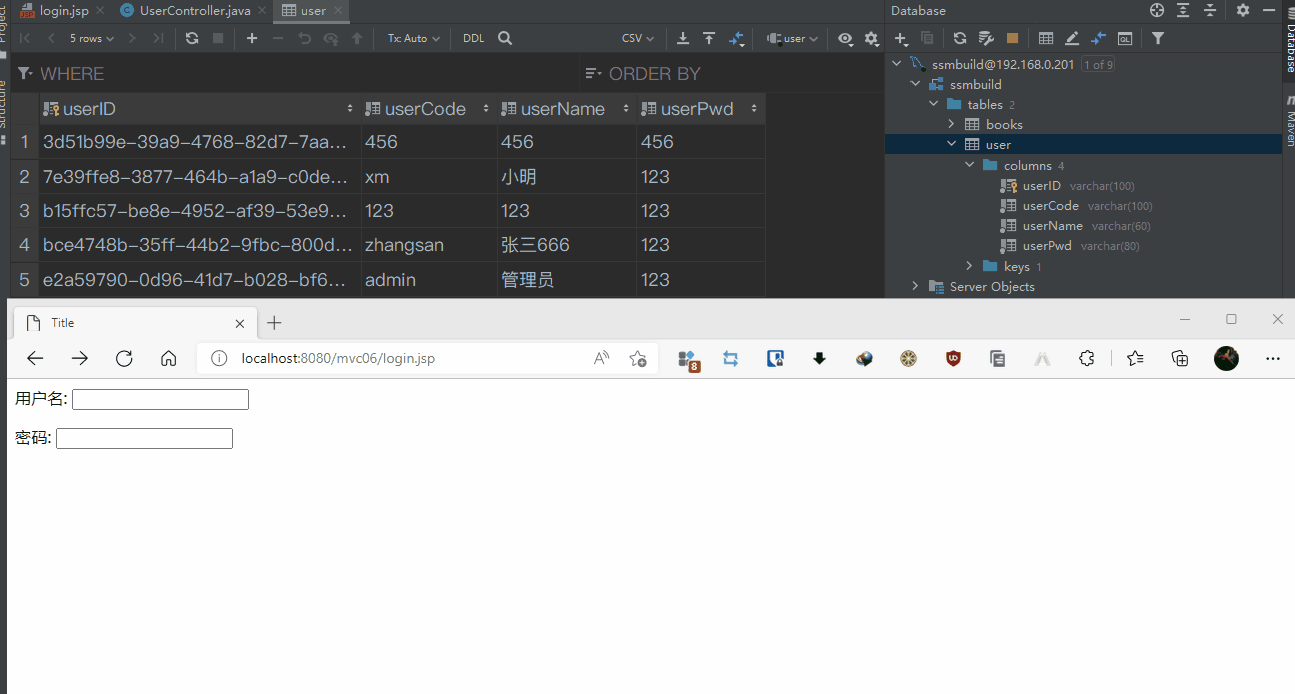 login.jsp UserController.java user
Database
Project
5 rows Tx: Auto DDL CSV user
WHERE ORDER BY
userID userCode userName userPwd
1 3d51b99e-39a9-4768-82d7-7aa... 456 456 456
2 7e39ffe8-3877-464b-a1a9-c0de... xm 小明 123
3 b15ffc57-be8e-4952-af39-53e9... 123 123 123
4 bce4748b-35ff-44b2-9fbc-800d... zhangsan 张三666 123
5 e2a59790-0d96-41d7-b028-bf6... admin 管理员 123
ssmbuild@192.168.0.201 1 of 9
ssmbuild
tables 2
books
user
columns 4
userID varchar(100)
userCode varchar(100)
userName varchar(60)
userPwd varchar(80)
keys 1
Server Objects
Database
Maven
Title
localhost:8080/mvc06/login.jsp
8
用户名:
密码: